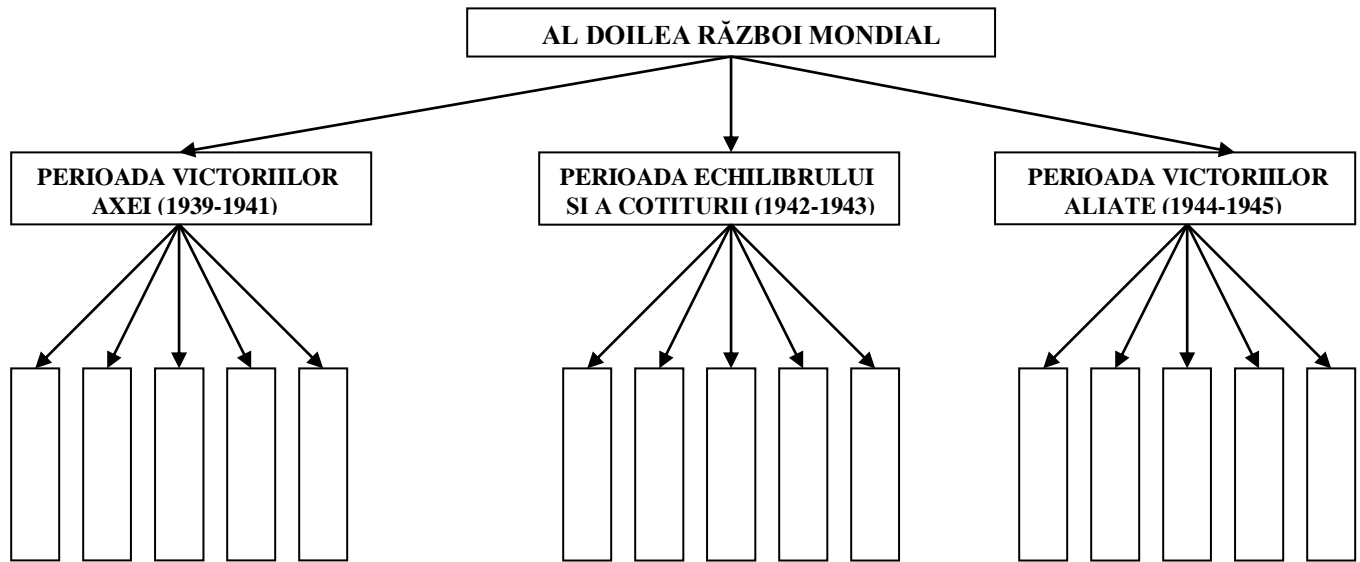 AL DOILEA RĂZBOI MONDIAL
PERIOADA VICTORIILOR
AXEI (1939-1941)
PERIOADA ECHILIBRULUI
SI A COTITURII (1942-1943)
PERIOADA VICTORIILOR
ALIATE (1944-1945)